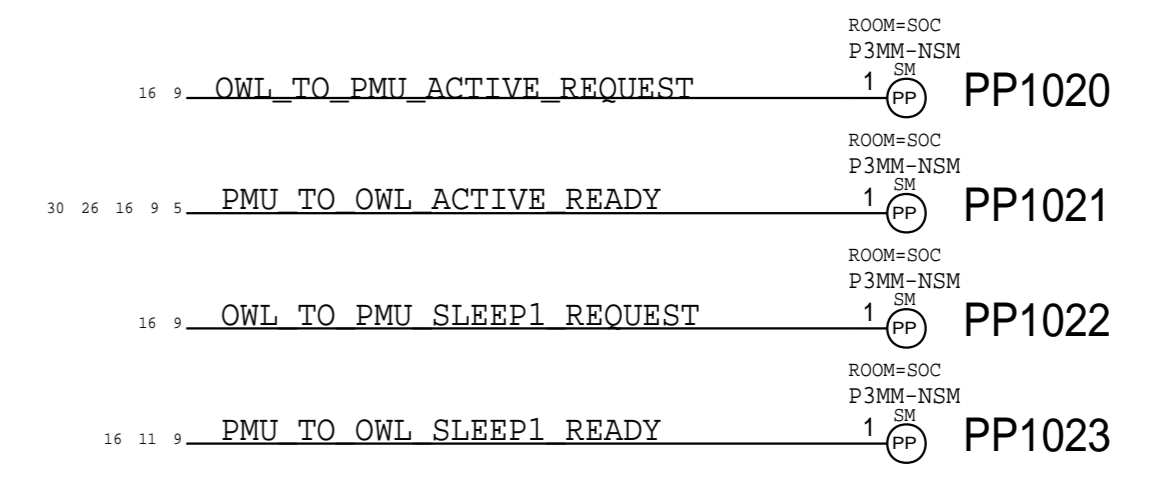 ROOM=SOC
P3MM-NSM
SM
16 9 OWL_TO_PMU_ACTIVE_REQUEST 1 PP PP1020
ROOM=SOC
P3MM-NSM
SM
30 26 16 9 5 PMU_TO_OWL_ACTIVE_READY 1 PP PP1021
ROOM=SOC
P3MM-NSM
SM
16 9 OWL_TO_PMU_SLEEP1_REQUEST 1 PP PP1022
ROOM=SOC
P3MM-NSM
SM
16 11 9 PMU_TO_OWL_SLEEP1_READY 1 PP PP1023